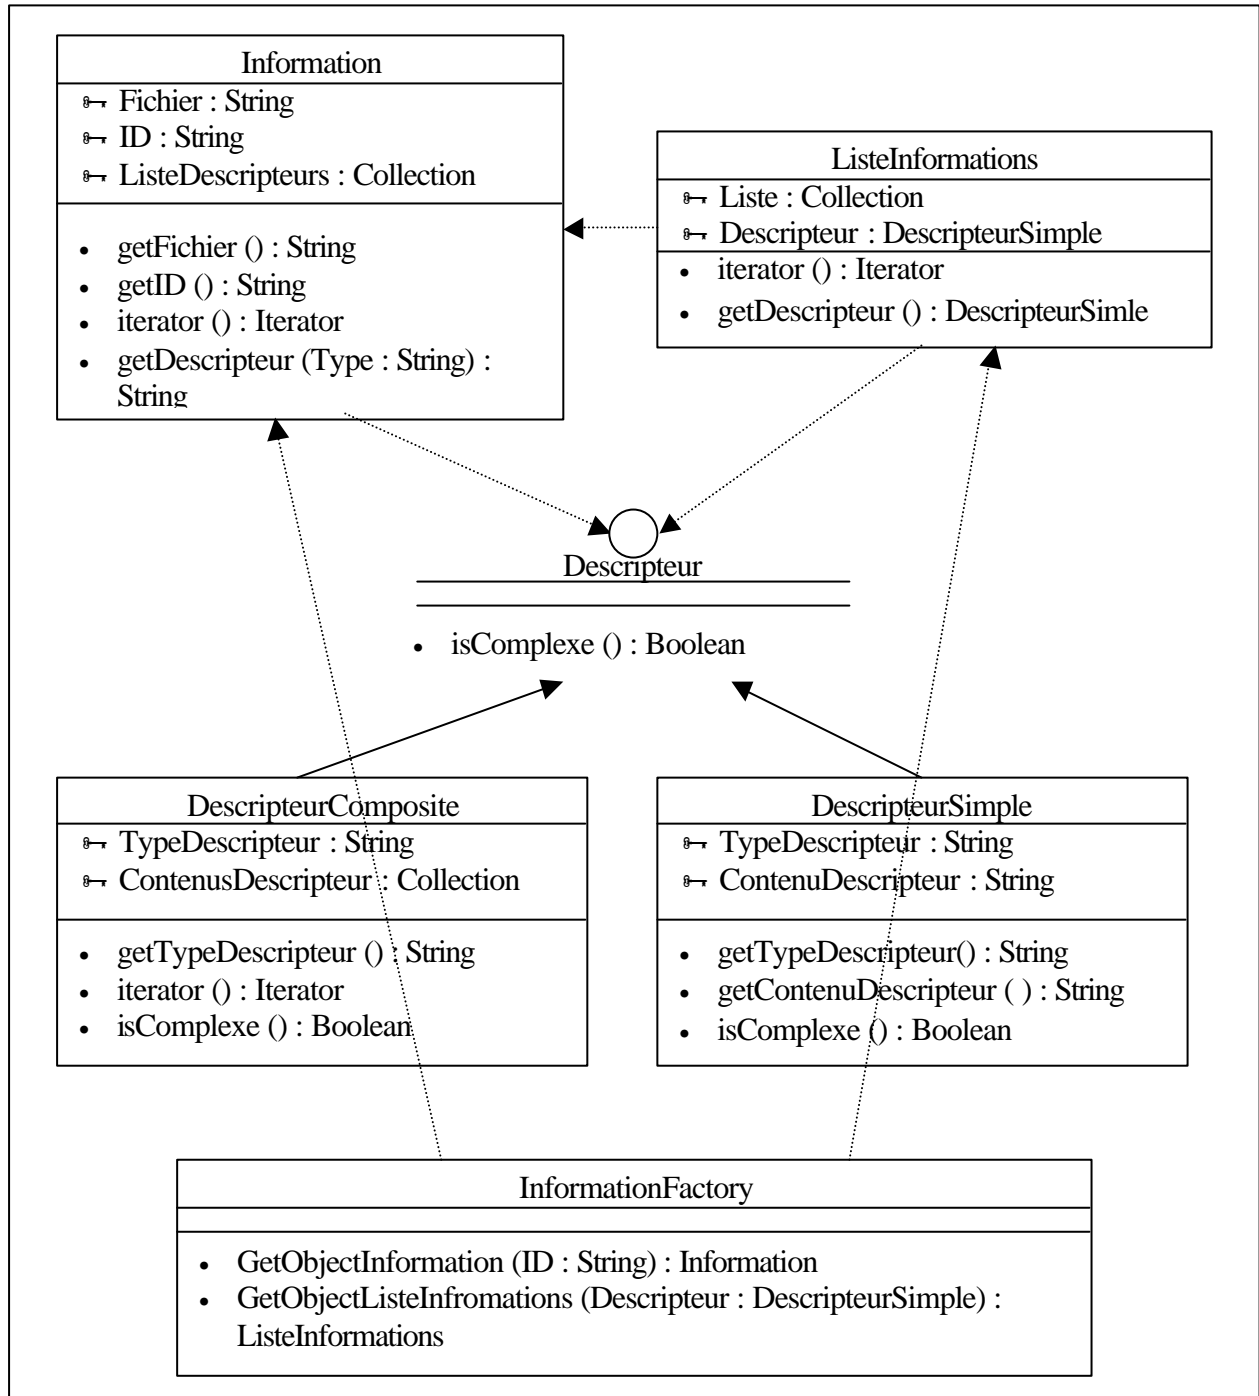 Information
Fichier : String
ID : String
ListeDescripteurs : Collection
• getFichier () : String
• getID () : String
• iterator () : Iterator
• getDescripteur (Type : String) :
String
ListeInformations
Liste : Collection
Descripteur : DescripteurSimple
• iterator () : Iterator
• getDescripteur () : DescripteurSimle
Descripteur
• isComplexe () : Boolean
DescripteurComposite
TypeDescripteur : String
ContenusDescripteur : Collection
• getTypeDescripteur () : String
• iterator () : Iterator
• isComplexe () : Boolean
DescripteurSimple
TypeDescripteur : String
ContenuDescripteur : String
• getTypeDescripteur() : String
• getContenuDescripteur ( ) : String
• isComplexe () : Boolean
InformationFactory
• GetObjectInformation (ID : String) : Information
• GetObjectListeInfromations (Descripteur : DescripteurSimple) :
ListeInformations